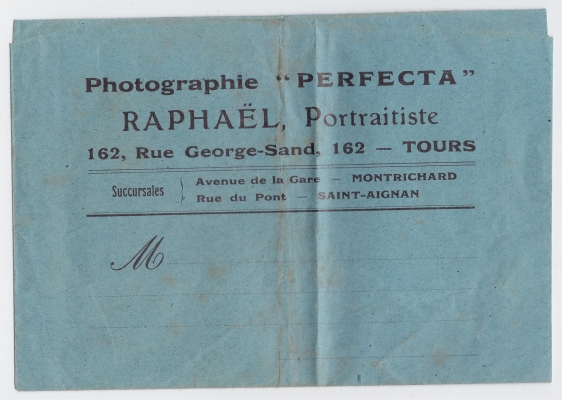 Photographie "PERFECTA"
RAPHAËL, Portraitiste
162, Rue George-Sand, 162 — TOURS
Succursales
Avenue de la Gare — MONTRICHARD
Rue du Pont — SAINT-AIGNAN
M